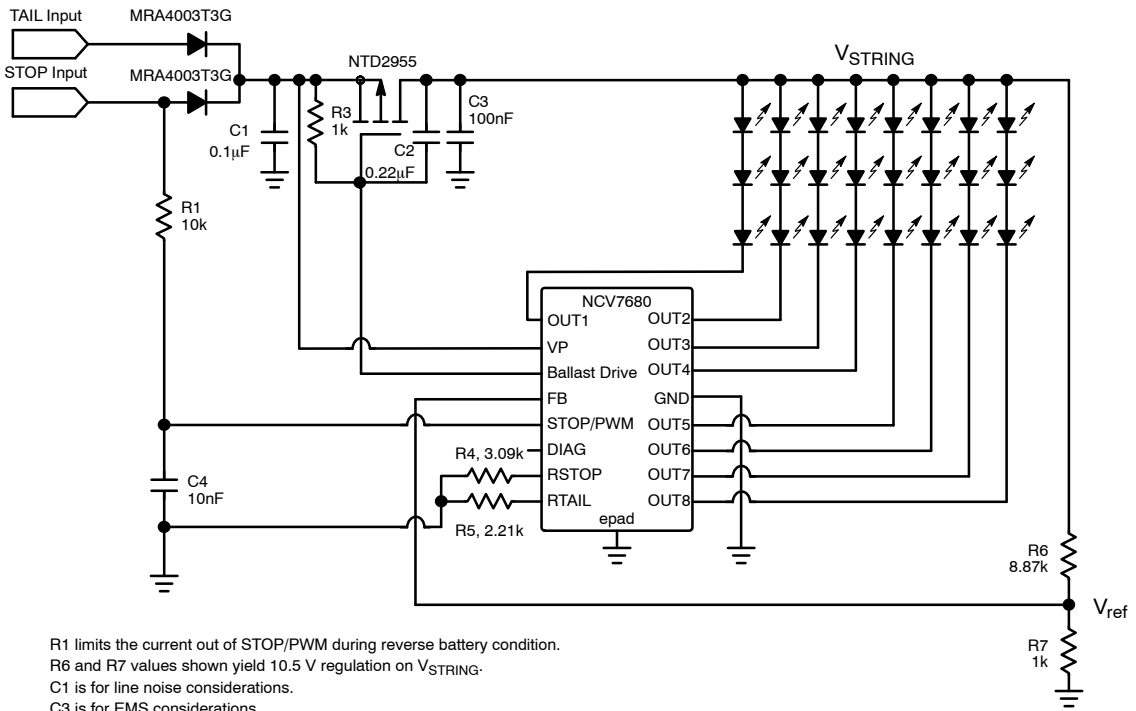 TAIL Input
MRA4003T3G
STOP Input
MRA4003T3G
NTD2955
VSTRING
C1
0.1µF
R3
1k
C2
0.22µF
C3
100nF
R1
10k
NCV7680
OUT1
OUT2
VP
OUT3
Ballast Drive
OUT4
FB
GND
STOP/PWM
OUT5
DIAG
OUT6
R4, 3.09k
RSTOP
OUT7
RTAIL
OUT8
R5, 2.21k
epad
C4
10nF
R6
8.87k
Vref
R7
1k
R1 limits the current out of STOP/PWM during reverse battery condition.
R6 and R7 values shown yield 10.5 V regulation on VSTRING.
C1 is for line noise considerations.
C3 is for EMS considerations.